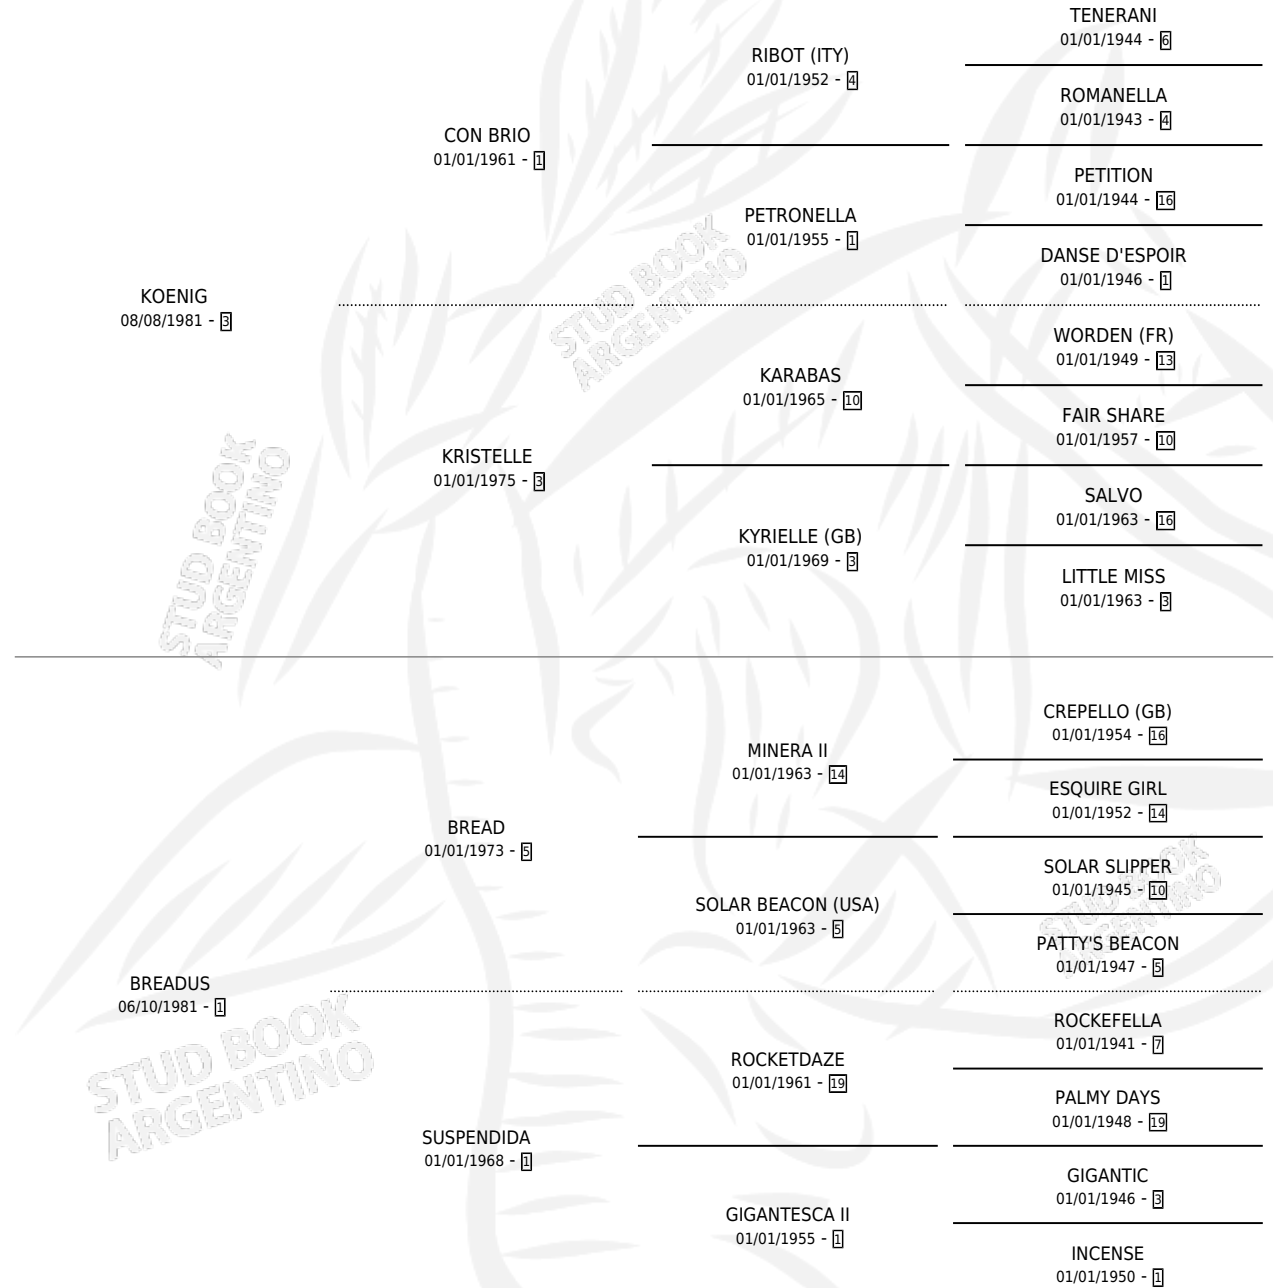 TENERANI
01/01/1944 - 6
RIBOT (ITY)
01/01/1952 - 4
ROMANELLA
01/01/1943 - 4
CON BRIO
01/01/1961 - 1
PETITION
01/01/1944 - 16
PETRONELLA
01/01/1955 - 1
DANSE D'ESPOIR
01/01/1946 - 1
KOENIG
08/08/1981 - 3
WORDEN (FR)
01/01/1949 - 13
KARABAS
01/01/1965 - 10
FAIR SHARE
01/01/1957 - 10
KRISTELLE
01/01/1975 - 3
SALVO
01/01/1963 - 16
KYRIELLE (GB)
01/01/1969 - 3
LITTLE MISS
01/01/1963 - 3
STUD BOOK
ARGENTINO
STUD BOOK
ARGENTINO
CREPELLO (GB)
01/01/1954 - 16
MINERA II
01/01/1963 - 14
ESQUIRE GIRL
01/01/1952 - 14
BREAD
01/01/1973 - 5
SOLAR SLIPPER
01/01/1945 - 10
SOLAR BEACON (USA)
01/01/1963 - 5
PATTY'S BEACON
01/01/1947 - 5
BREADUS
06/10/1981 - 1
ROCKEFELLA
01/01/1941 - 7
ROCKETDAZE
01/01/1961 - 19
PALMY DAYS
01/01/1948 - 19
SUSPENDIDA
01/01/1968 - 1
GIGANTIC
01/01/1946 - 3
GIGANTESCA II
01/01/1955 - 1
INCENSE
01/01/1950 - 1
STUD BOOK
ARGENTINO
STUD BOOK
ARGENTINO